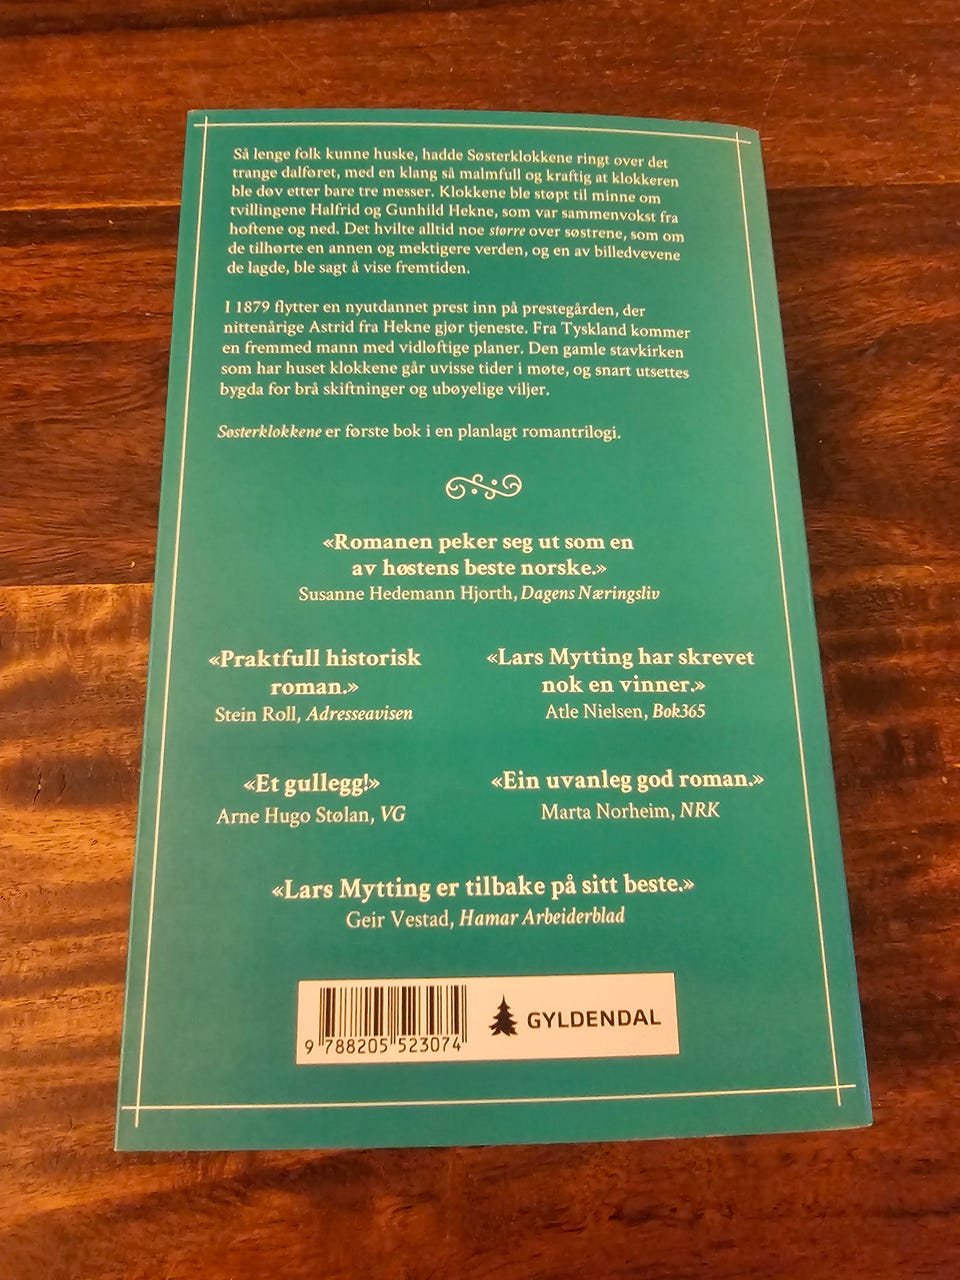 Så lenge folk kunne huske, hadde Søsterklokkene ringt over det
trange dalføret, med en klang så malmfull og kraftig at klokkeren
ble døv etter bare tre messer. Klokkene ble støpt til minne om
tvillingene Halfrid og Gunhild Hekne, som var sammenvokst fra
hoftene og ned. Det hvilte alltid noe større over søstrene, som om
de tilhørte en annen og mektigere verden, og en av billedvevene
de lagde, ble sagt å vise fremtiden.
I 1879 flytter en nyutdannet prest inn på prestegården, der
nittenårige Astrid fra Hekne gjør tjeneste. Fra Tyskland kommer
en fremmed mann med vidløftige planer. Den gamle stavkirken
som har huset klokkene går uvisse tider i møte, og snart utsettes
bygda for brå skiftninger og ubøyelige viljer.
Søsterklokkene er første bok i en planlagt romantrilogi.
«Romanen peker seg ut som en
av høstens beste norske.»
Susanne Hedemann Hjorth, Dagens Næringsliv
«Praktfull historisk
roman.»
Stein Roll, Adresseavisen
«Lars Mytting har skrevet
nok en vinner.»
Atle Nielsen, Bok365
«Et gullegg!»
Arne Hugo Stølan, VG
«Ein uvanleg god roman.»
Marta Norheim, NRK
«Lars Mytting er tilbake på sitt beste.»
Geir Vestad, Hamar Arbeiderblad
9 788205 523074
GYLDENDAL